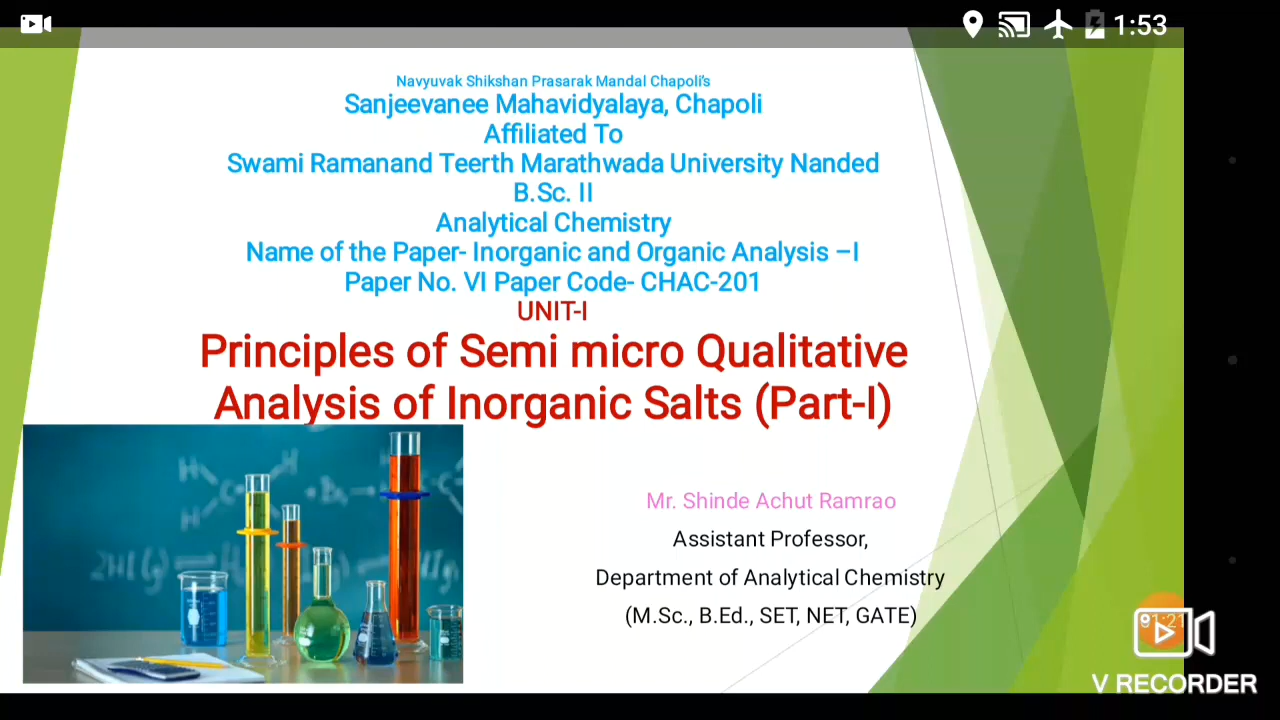 1:53
Navyuvak Shikshan Prasarak Mandal Chapoli's
Sanjeevanee Mahavidyalaya, Chapoli
Affiliated To
Swami Ramanand Teerth Marathwada University Nanded
B.Sc. II
Analytical Chemistry
Name of the Paper- Inorganic and Organic Analysis –I
Paper No. VI Paper Code- CHAC-201
UNIT-I
Principles of Semi micro Qualitative
Analysis of Inorganic Salts (Part-I)
Mr. Shinde Achut Ramrao
Assistant Professor,
Department of Analytical Chemistry
(M.Sc., B.Ed., SET, NET, GATE)
01:21
V RECORDER